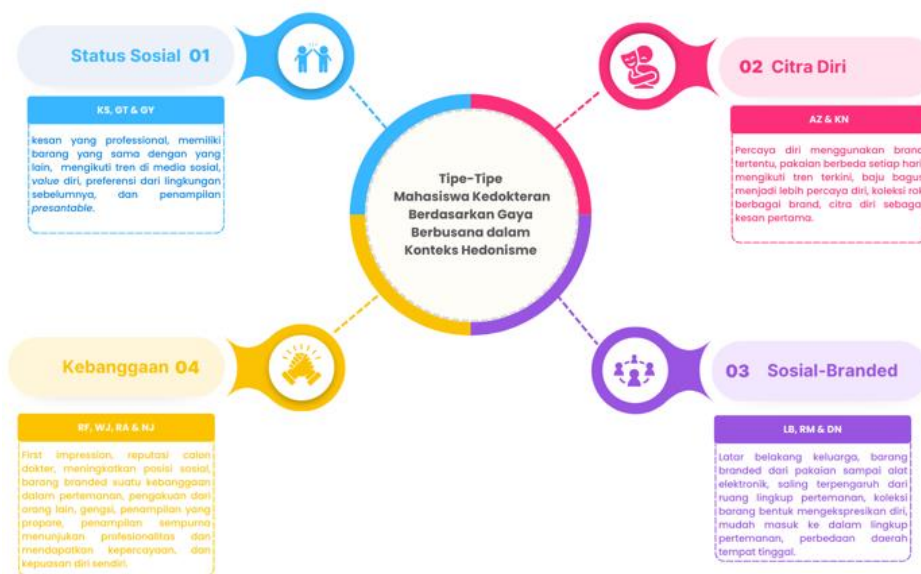 Status Sosial 01
KS, GT & GY
kesan yang professional, memiliki
barang yang sama dengan yang
lain, mengikuti tren di media sosial,
value diri, preferensi dari lingkungan
sebelumnya, dan penampilan
presantable.
02 Citra Diri
AZ & KN
Percaya diri menggunakan brand
tertentu, pakaian berbeda setiap hari,
mengikuti tren terkini, baju bagus
menjadi lebih percaya diri, koleksi rok
berbagai brand, citra diri sebagai
kesan pertama.
Tipe-Tipe
Mahasiswa Kedokteran
Berdasarkan Gaya
Berbusana dalam
Konteks Hedonisme
03 Sosial-Branded
LB, RM & DN
Latar belakang keluarga, barang
branded dari pakaian sampai alat
elektronik, saling terpengaruh dari
ruang lingkup pertemanan, koleksi
barang bentuk mengekspresikan diri,
mudah masuk ke dalam lingkup
pertemanan, perbedaan daerah
tempat tinggal.
Kebanggaan 04
RF, WJ, RA & NJ
First impression, reputasi calon
dokter, meningkatkan posisi sosial,
barang branded suatu kebanggaan
dalam pertemanan, pengakuan dari
orang lain, gengsi, penampilan yang
prepare, penampilan sempurna
menunjukan profesionalitas dan
mendapatkan kepercayaan, dan
kepuasan diri sendiri.